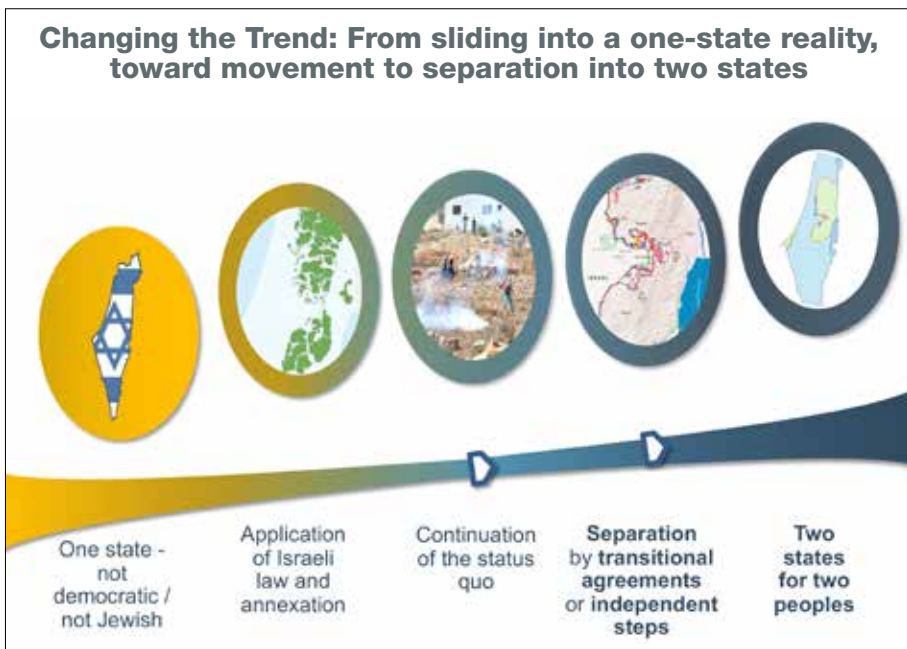 Changing the Trend: From sliding into a one-state reality,
toward movement to separation into two states
One state -
not
democratic /
not Jewish
Application
of Israeli
law and
annexation
Continuation
of the status
quo
Separation
by transitional
agreements
or independent
steps
Two
states
for two
peoples